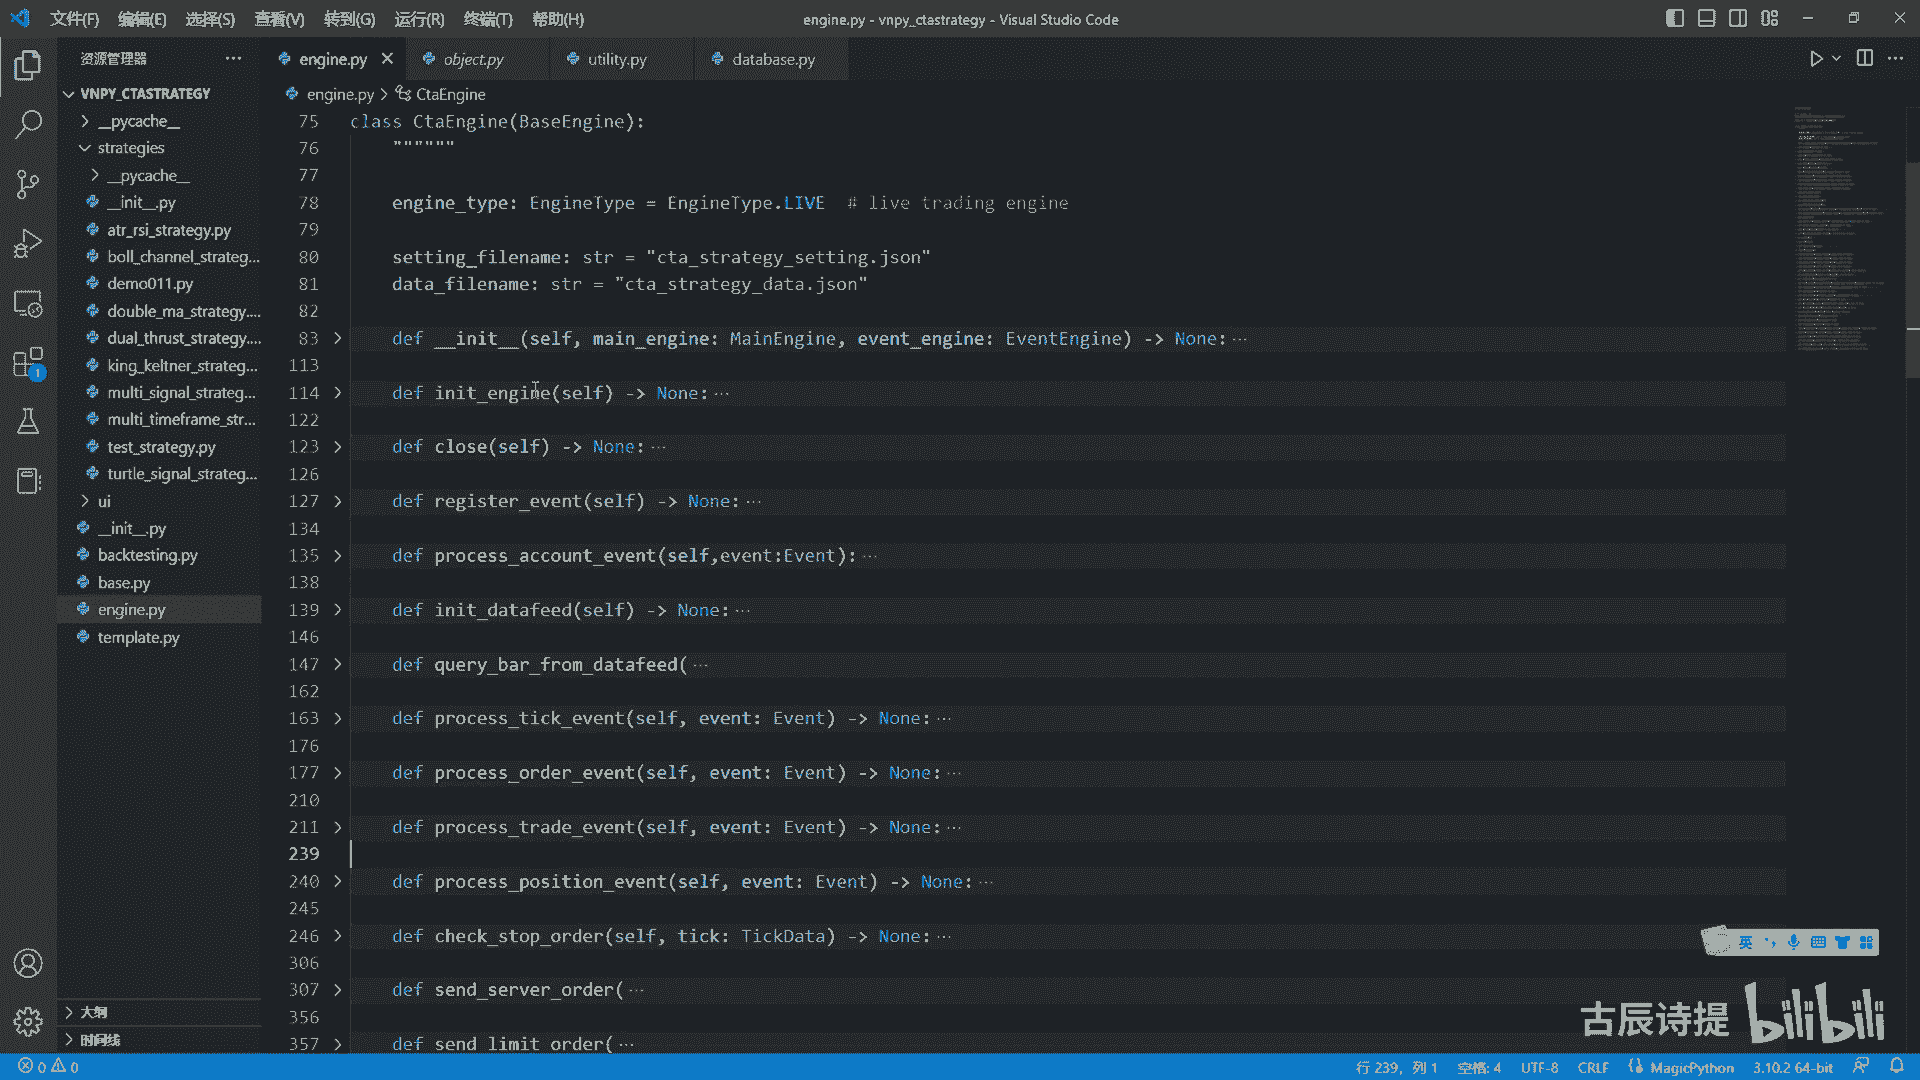 文件(F) 编辑(E) 选择(S) 查看(V) 转到(G) 运行(R) 终端(T) 帮助(H) engine.py - vnpy_ctastrategy - Visual Studio Code
资源管理器
VNPY_CTASTRATEGY
__pycache__
strategies
__pycache__
__init__.py
atr_rsi_strategy.py
boll_channel_strateg...
demo011.py
double_ma_strategy....
dual_thrust_strategy....
king_keltner_strateg...
multi_signal_strateg...
multi_timeframe_str...
test_strategy.py
turtle_signal_strateg...
ui
__init__.py
backtesting.py
base.py
engine.py
template.py
大纲
时间线
engine.py object.py utility.py database.py
engine.py > CtaEngine
75 class CtaEngine(BaseEngine):
76 """"""
77
78 engine_type: EngineType = EngineType.LIVE # live trading engine
79
80 setting_filename: str = "cta_strategy_setting.json"
81 data_filename: str = "cta_strategy_data.json"
82
83 def __init__(self, main_engine: MainEngine, event_engine: EventEngine) -> None:···
113
114 def init_engine(self) -> None:···
122
123 def close(self) -> None:···
126
127 def register_event(self) -> None:···
134
135 def process_account_event(self,event:Event):···
138
139 def init_datafeed(self) -> None:···
146
147 def query_bar_from_datafeed(···
162
163 def process_tick_event(self, event: Event) -> None:···
176
177 def process_order_event(self, event: Event) -> None:···
210
211 def process_trade_event(self, event: Event) -> None:···
239
240 def process_position_event(self, event: Event) -> None:···
245
246 def check_stop_order(self, tick: TickData) -> None:···
306
307 def send_server_order(···
356
357 def send_limit_order(···
英
古辰诗提 bilibili
0 0 行 239，列 1 空格: 4 UTF-8 CRLF MagicPython 3.10.2 64-bit
1